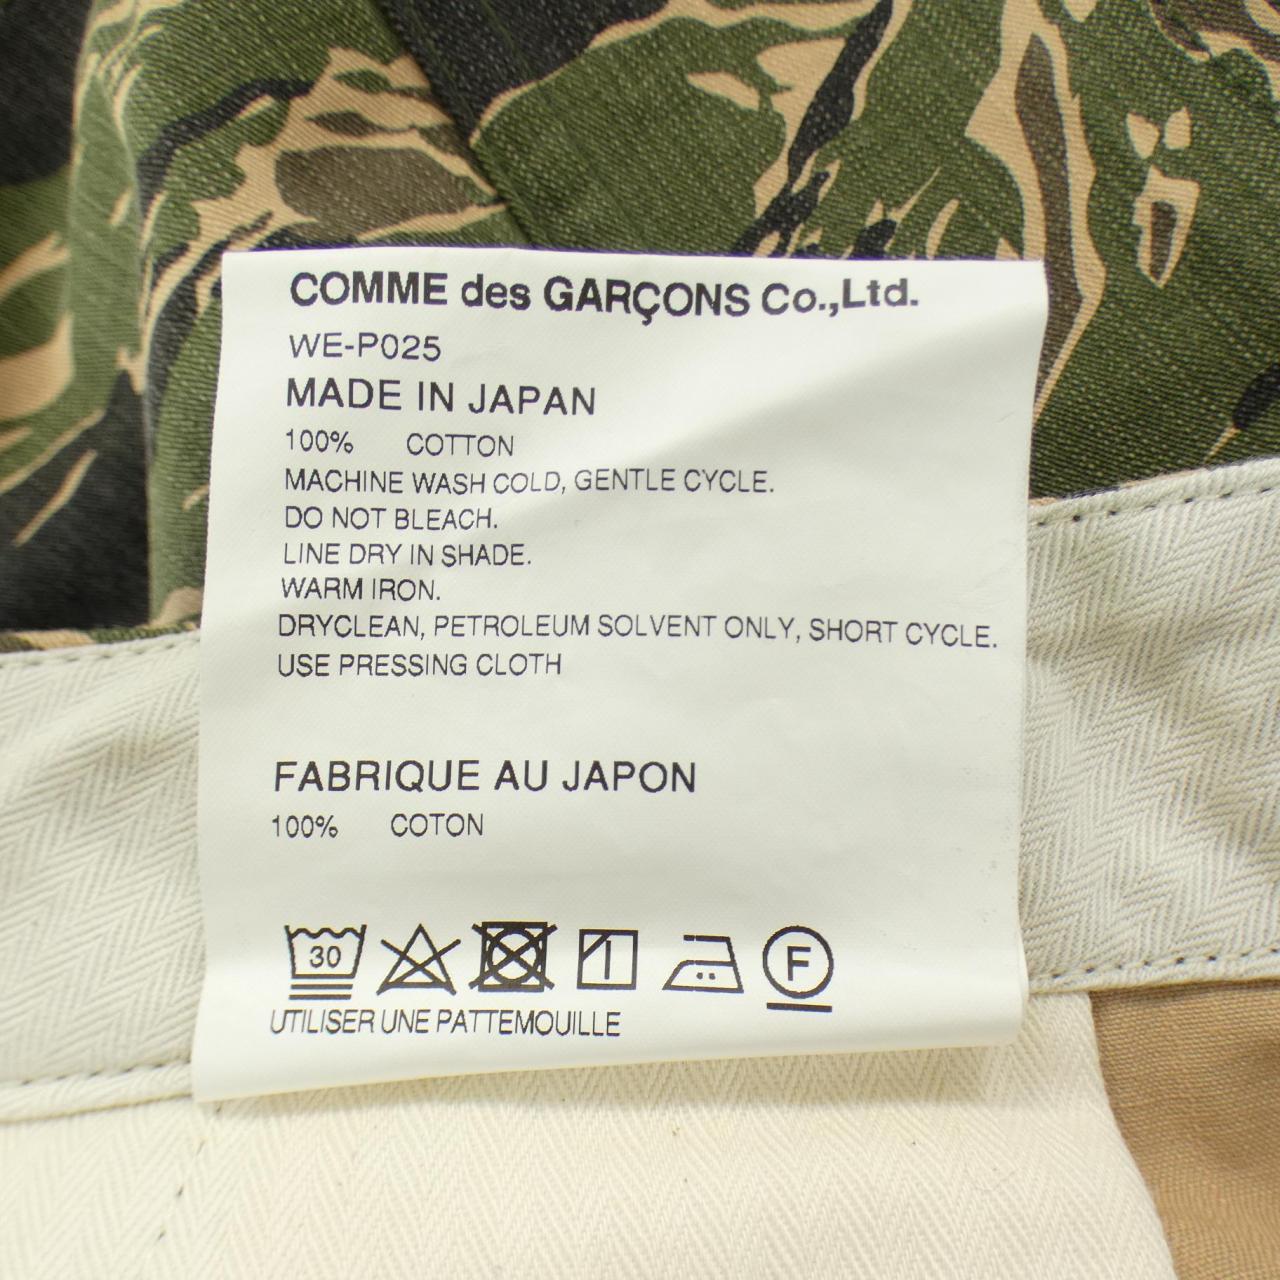 COMME des GARÇONS Co.,Ltd.
WE-P025
MADE IN JAPAN
100% COTTON
MACHINE WASH COLD, GENTLE CYCLE.
DO NOT BLEACH.
LINE DRY IN SHADE.
WARM IRON.
DRYCLEAN, PETROLEUM SOLVENT ONLY, SHORT CYCLE.
USE PRESSING CLOTH
FABRIQUE AU JAPON
100% COTON
30 F
UTILISER UNE PATTEMOUILLE